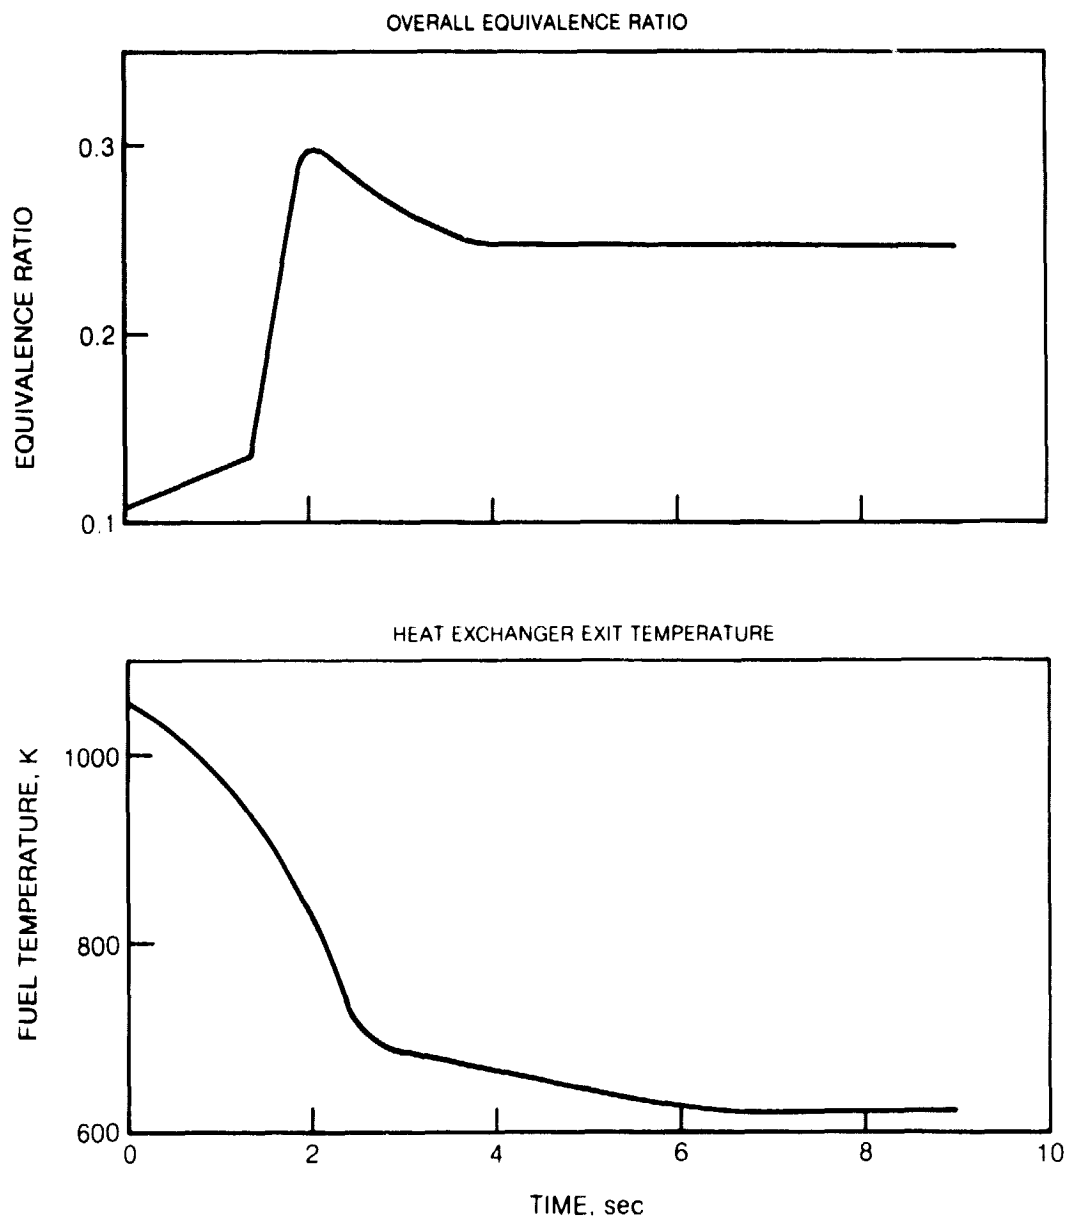 OVERALL EQUIVALENCE RATIO
EQUIVALENCE RATIO
0.3
0.2
0.1
HEAT EXCHANGER EXIT TEMPERATURE
FUEL TEMPERATURE, K
1000
800
600
0 2 4 6 8 10
TIME, sec